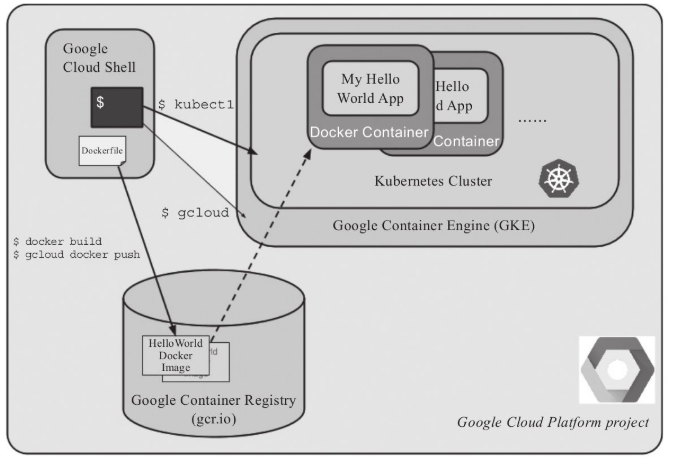 Google
Cloud Shell
$
Dockerfile
$ kubectl
$ gcloud
$ docker build
$ gcloud docker push
My Hello
World App
Docker Container
Hello
d App
Container
......
Kubernetes Cluster
Google Container Engine (GKE)
HelloWorld
Docker
Image
Google Container Registry
(gcr.io)
Google Cloud Platform project